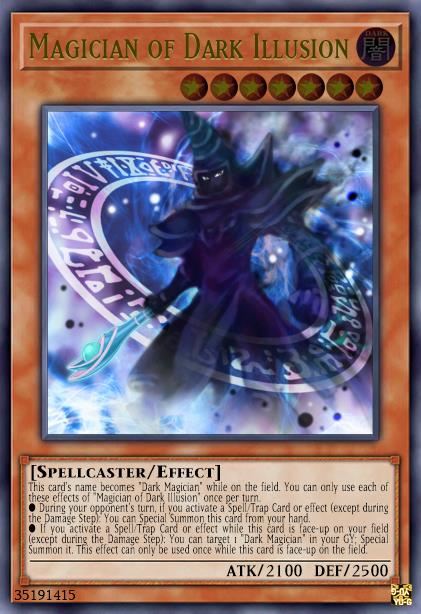 Magician of Dark Illusion
DARK
闇
[Spellcaster/Effect]
This card's name becomes "Dark Magician" while on the field. You can only use each
of these effects of "Magician of Dark Illusion" once per turn.
● During your opponent's turn, if you activate a Spell/Trap Card or effect (except during
the Damage Step): You can Special Summon this card from your hand.
● If you activate a Spell/Trap Card or effect while this card is face-up on your field
(except during the Damage Step): You can target 1 "Dark Magician" in your GY; Special
Summon it. This effect can only be used once while this card is face-up on the field.
ATK/2100 DEF/2500
35191415